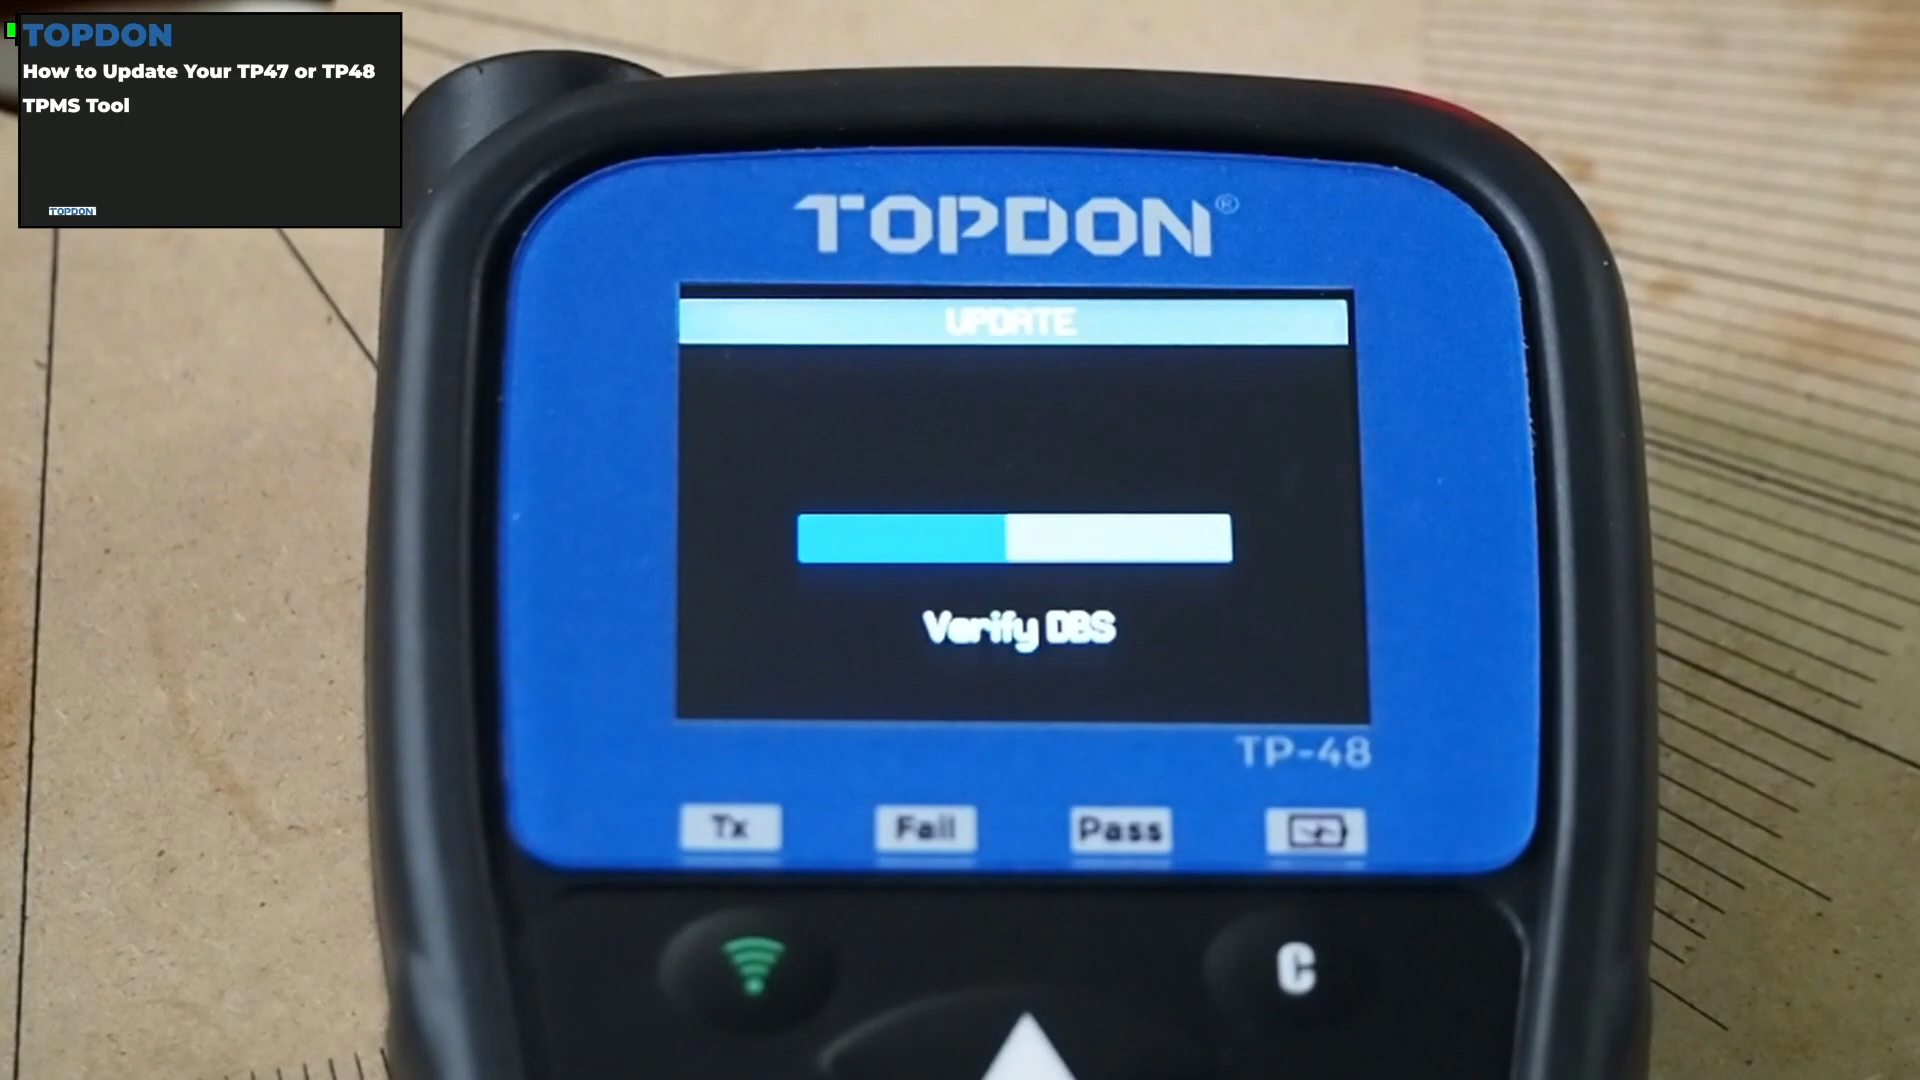 TOPDON
How to Update Your TP47 or TP48
TPMS Tool
TOPDON
TOPDON®
UPDATE
Verify DBS
TP-48
Tx
Fail
Pass
C